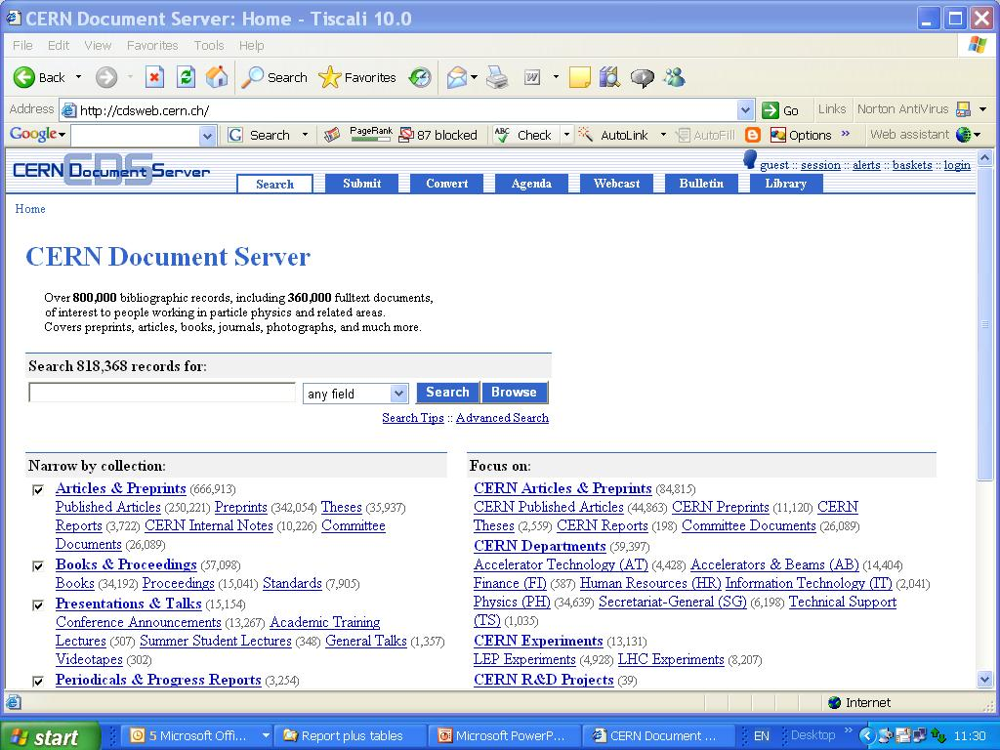 CERN Document Server: Home - Tiscali 10.0
File Edit View Favorites Tools Help
Back Search Favorites
Address http://cdsweb.cern.ch/ Go Links Norton AntiVirus
Google Search PageRank 87 blocked ABC Check AutoLink AutoFill Options » Web assistant
CERN Document Server CDS
guest :: session :: alerts :: baskets :: login
Search Submit Convert Agenda Webcast Bulletin Library
Home
CERN Document Server
Over 800,000 bibliographic records, including 360,000 fulltext documents,
of interest to people working in particle physics and related areas.
Covers preprints, articles, books, journals, photographs, and much more.
Search 818,368 records for:
any field Search Browse
Search Tips :: Advanced Search
Narrow by collection:
Articles & Preprints (666,913)
Published Articles (250,221) Preprints (342,054) Theses (35,937)
Reports (3,722) CERN Internal Notes (10,226) Committee
Documents (26,089)
Books & Proceedings (57,098)
Books (34,192) Proceedings (15,041) Standards (7,905)
Presentations & Talks (15,154)
Conference Announcements (13,267) Academic Training
Lectures (507) Summer Student Lectures (348) General Talks (1,357)
Videotapes (302)
Periodicals & Progress Reports (3,254)
Focus on:
CERN Articles & Preprints (84,815)
CERN Published Articles (44,863) CERN Preprints (11,120) CERN
Theses (2,559) CERN Reports (198) Committee Documents (26,089)
CERN Departments (59,397)
Accelerator Technology (AT) (4,428) Accelerators & Beams (AB) (14,404)
Finance (FI) (587) Human Resources (HR) Information Technology (IT) (2,041)
Physics (PH) (34,639) Secretariat-General (SG) (6,198) Technical Support
(TS) (1,035)
CERN Experiments (13,131)
LEP Experiments (4,928) LHC Experiments (8,207)
CERN R&D Projects (39)
Internet
start 5 Microsoft Offi... Report plus tables Microsoft PowerP... CERN Document ... EN Desktop » 11:30